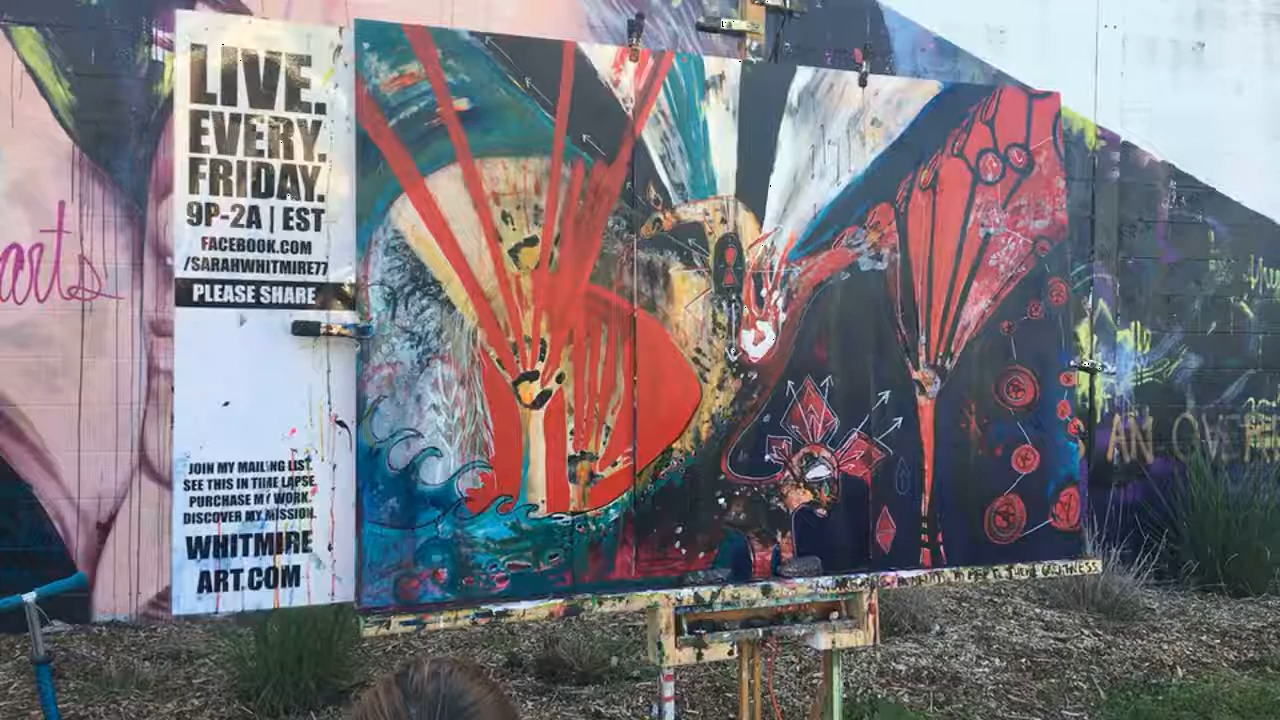 LIVE.
EVERY.
FRIDAY.
9P-2A | EST
FACEBOOK.COM
/SARAHWHITMIRE77
PLEASE SHARE
JOIN MY MAILING LIST.
SEE THIS IN TIME LAPSE.
PURCHASE MY WORK.
DISCOVER MY MISSION.
WHITMIRE
ART.COM
arts
AN